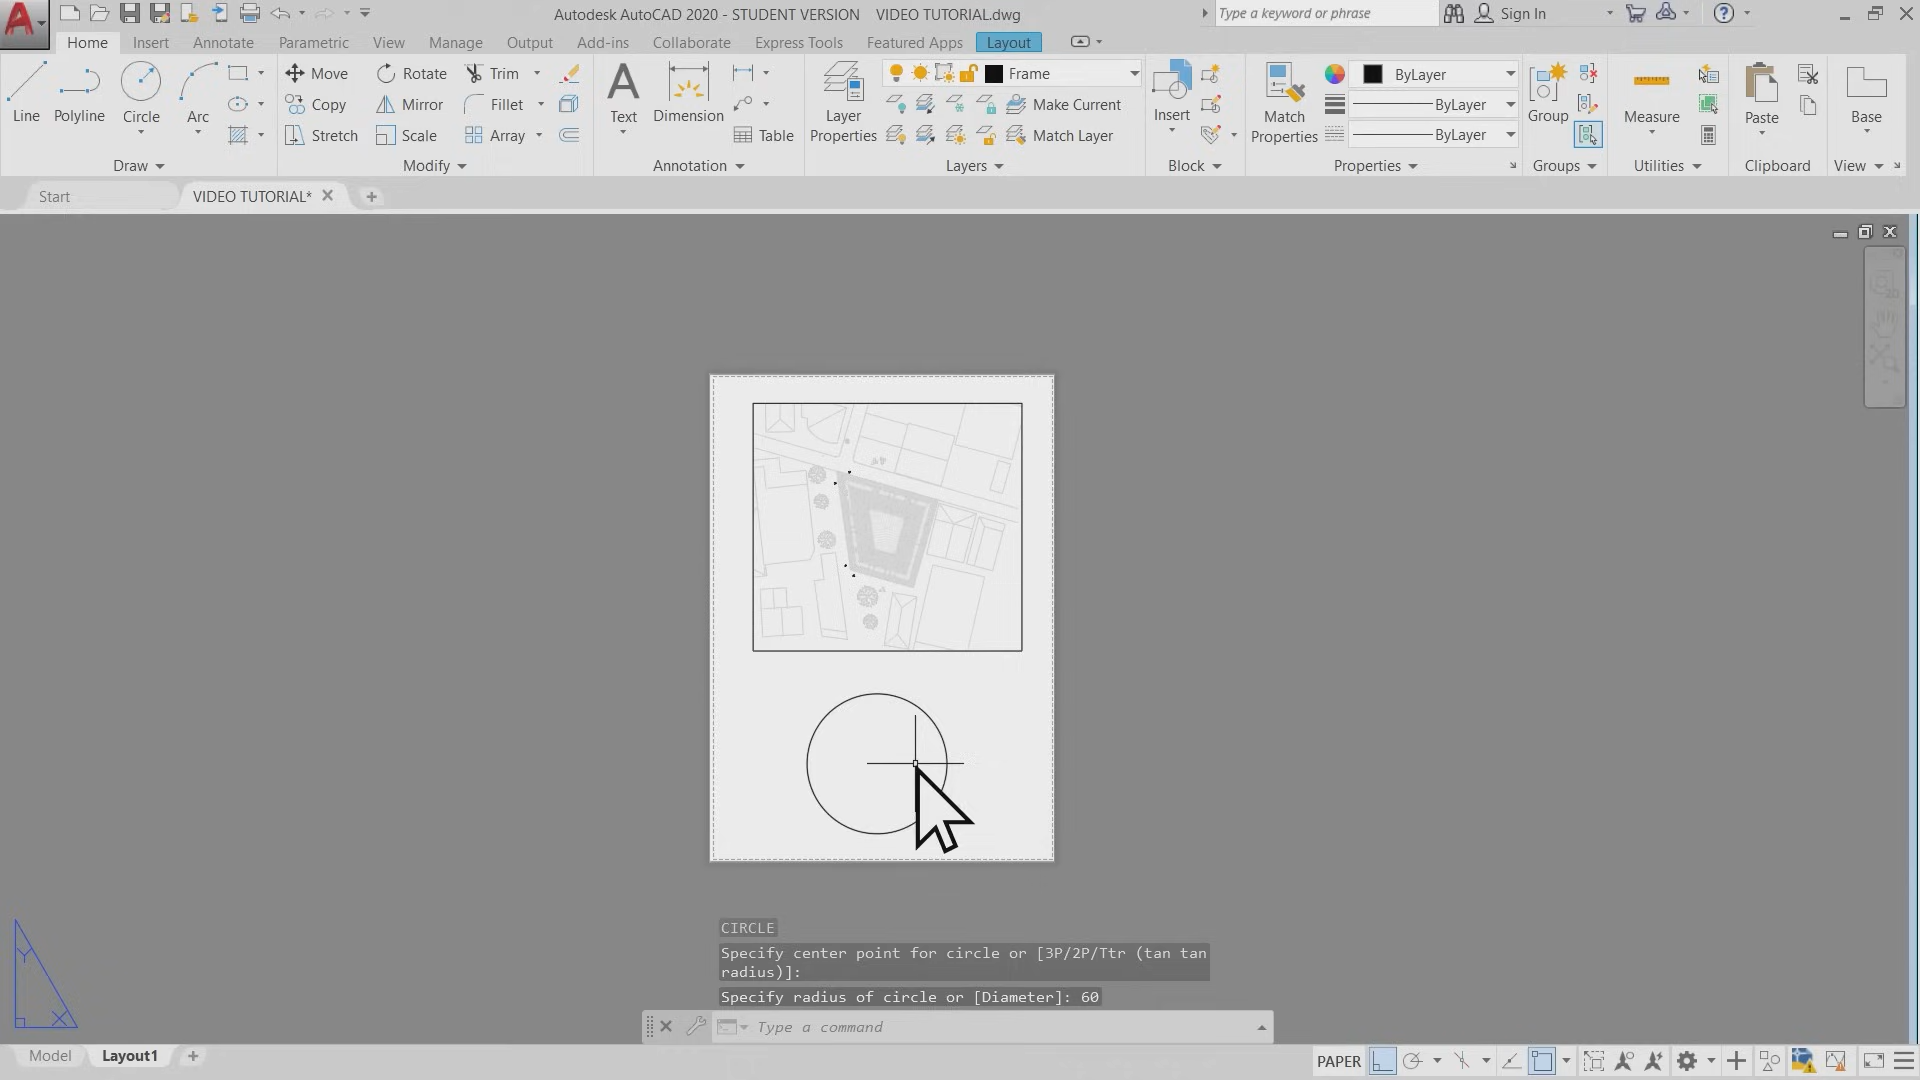 Autodesk AutoCAD 2020 - STUDENT VERSION VIDEO TUTORIAL.dwg
Type a keyword or phrase
Sign In
Home Insert Annotate Parametric View Manage Output Add-ins Collaborate Express Tools Featured Apps Layout
Line Polyline Circle Arc
Draw
Move Rotate Trim
Copy Mirror Fillet
Stretch Scale Array
Modify
Text Dimension Table
Annotation
Layer Properties
Frame
Make Current
Match Layer
Layers
Insert
Block
Match Properties
ByLayer
ByLayer
ByLayer
Properties
Group
Groups
Measure
Utilities
Paste
Clipboard
Base
View
Start VIDEO TUTORIAL*
Y
X
CIRCLE
Specify center point for circle or [3P/2P/Ttr (tan tan
radius)]:
Specify radius of circle or [Diameter]: 60
Type a command
Model Layout1
PAPER